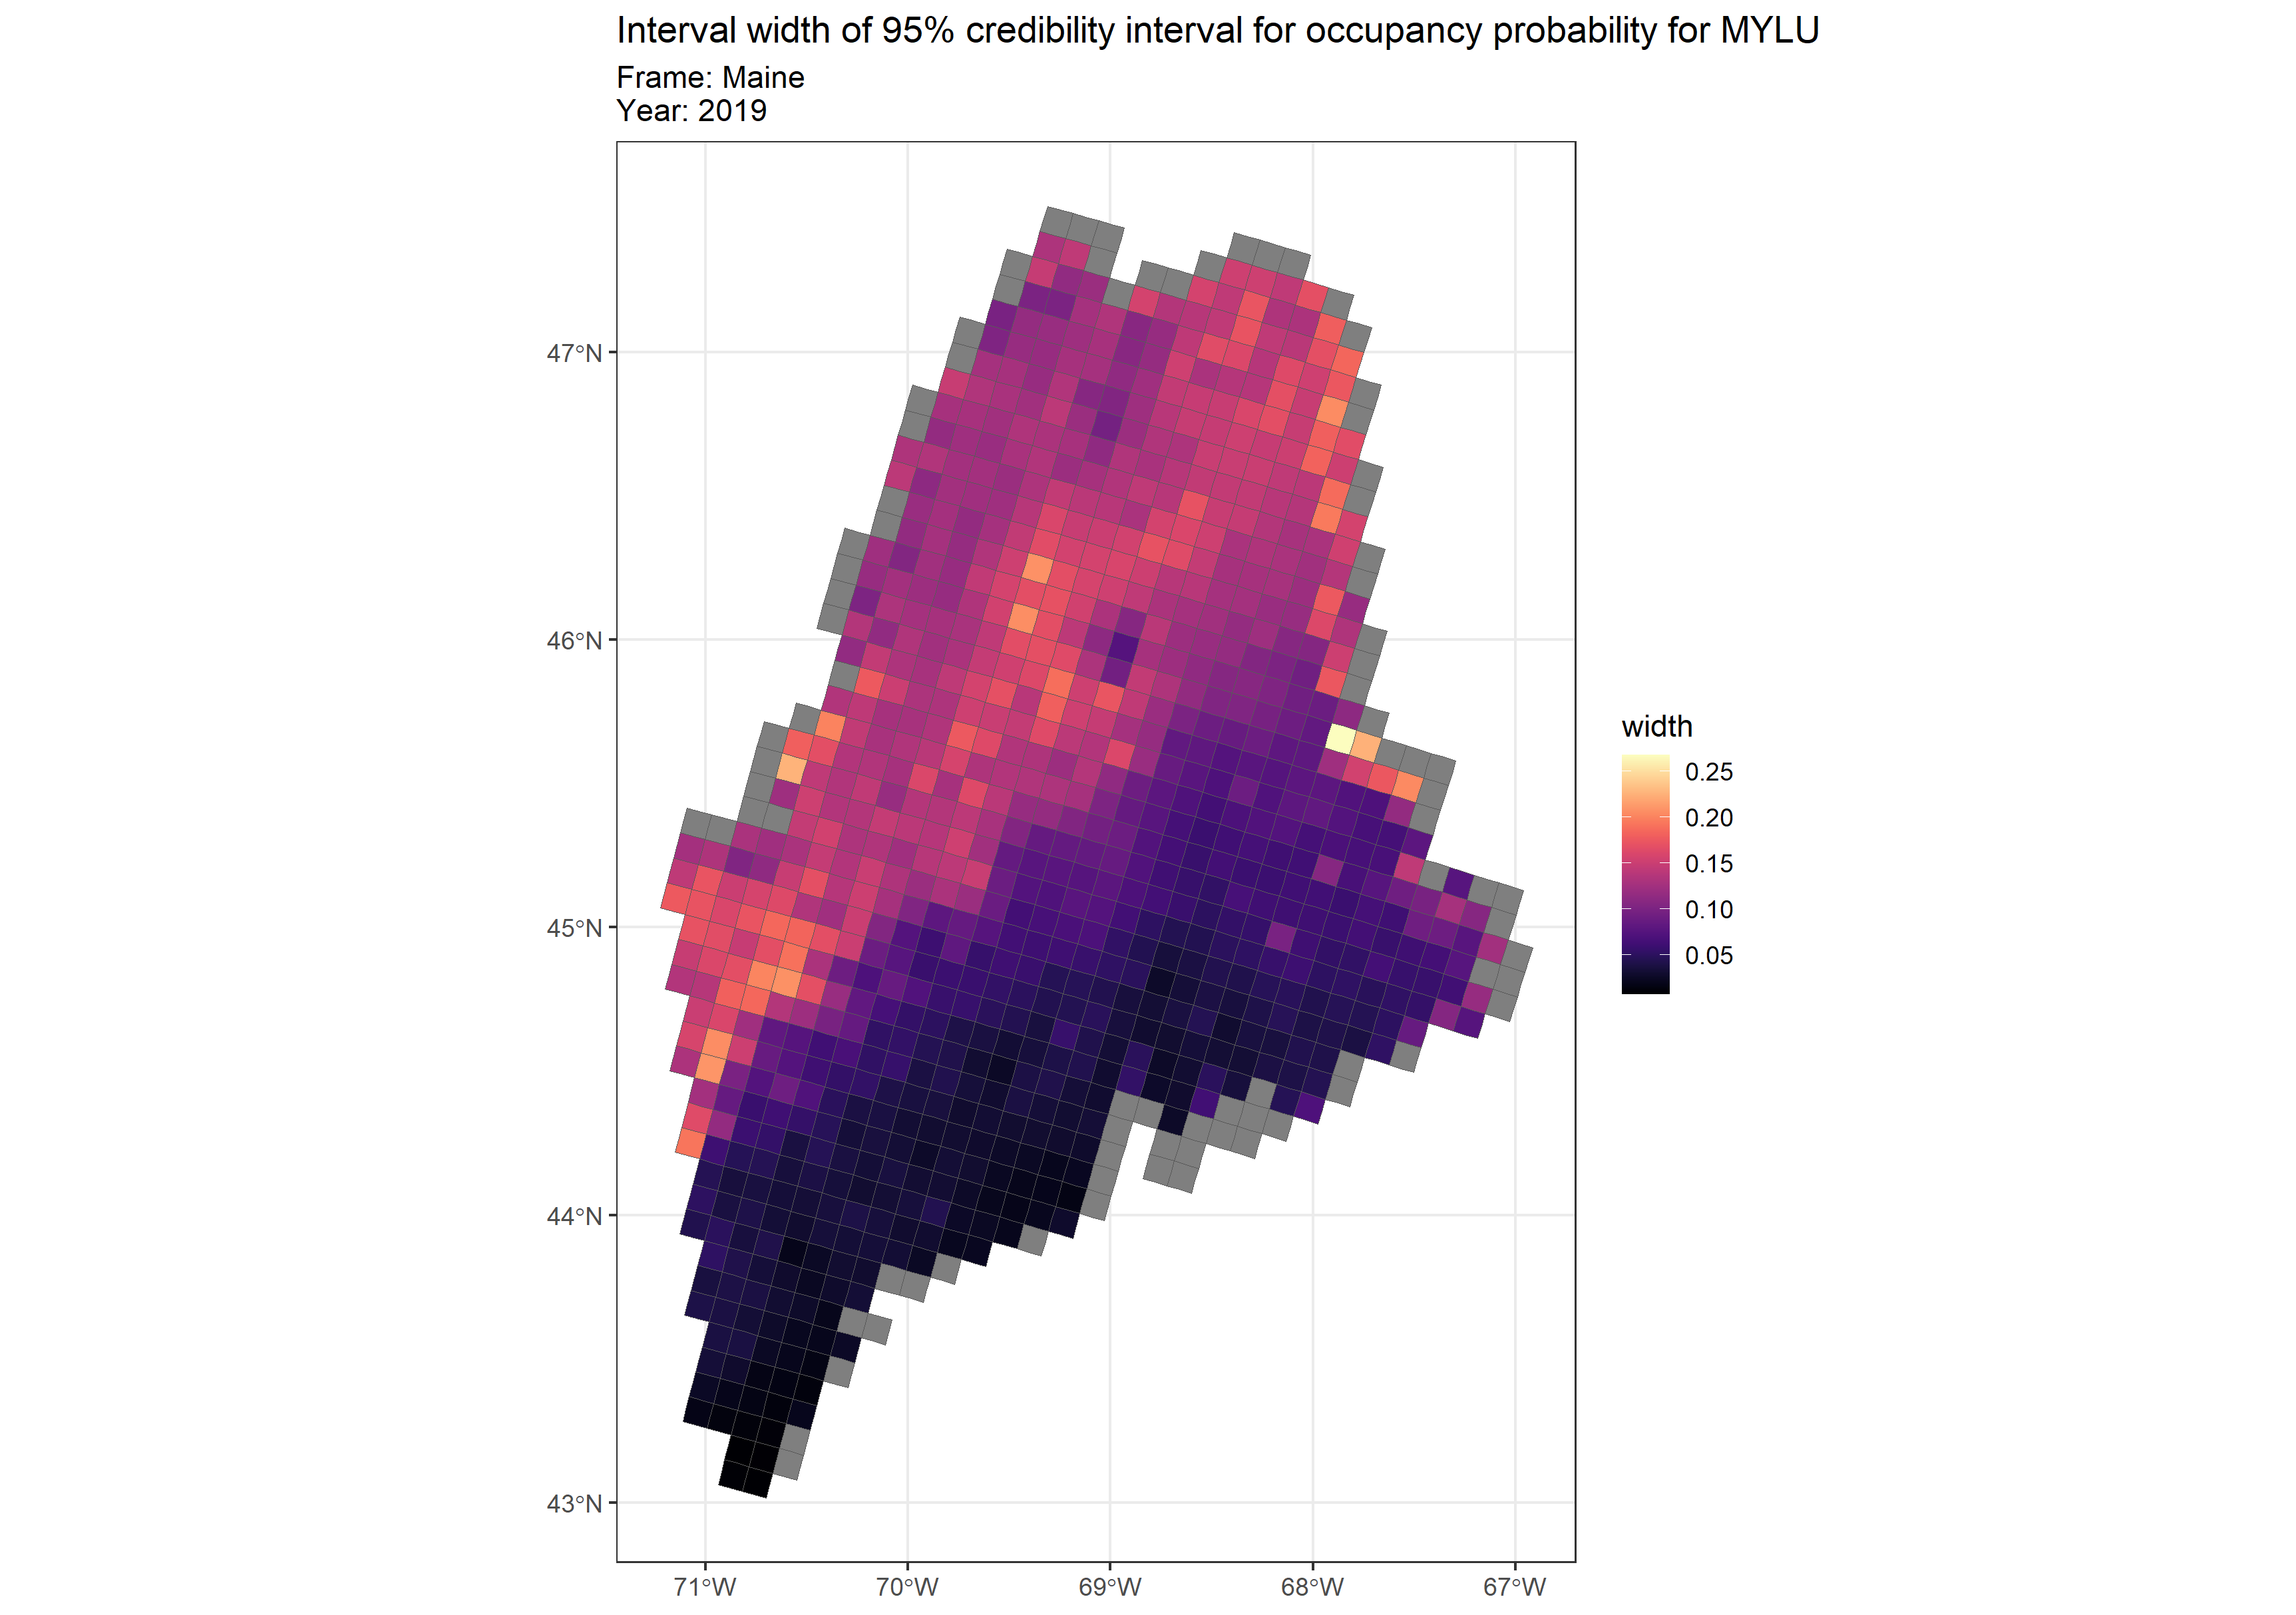 Interval width of 95% credibility interval for occupancy probability for MYLU
Frame: Maine
Year: 2019
47°N
46°N
45°N
44°N
43°N
71°W
70°W
69°W
68°W
67°W
width
0.25
0.20
0.15
0.10
0.05